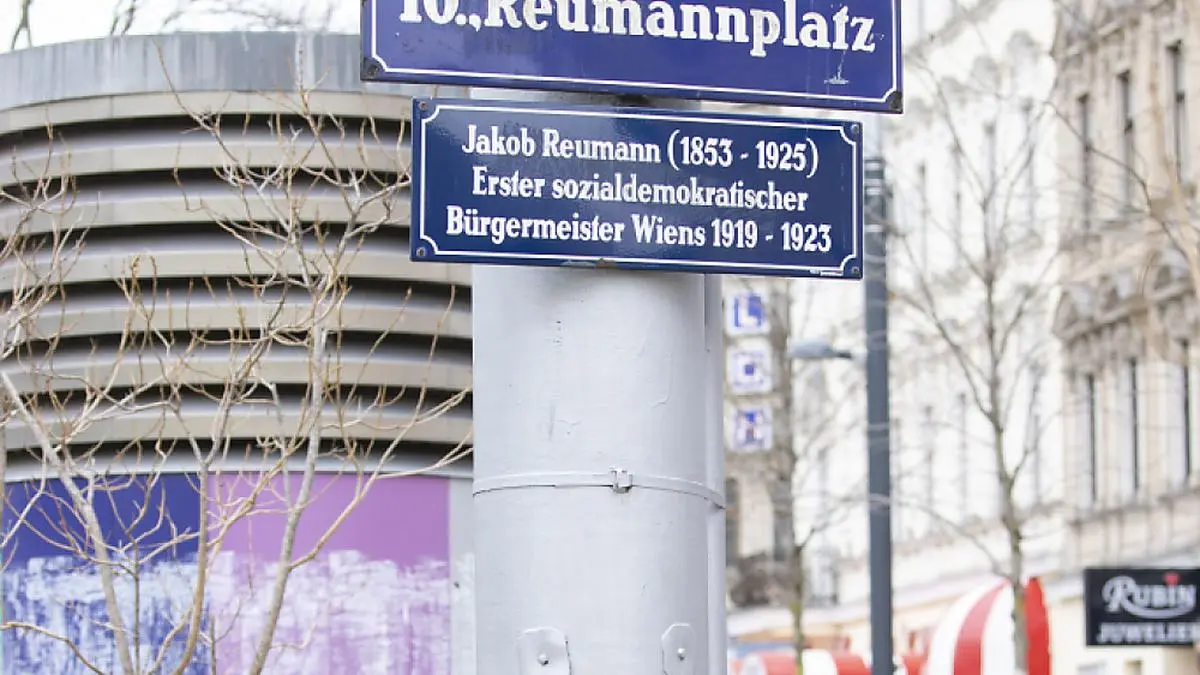 10., Reumannplatz
Jakob Reumann (1853 - 1925)
Erster sozialdemokratischer
Bürgermeister Wiens 1919 - 1923
RUBIN
JUWELIER